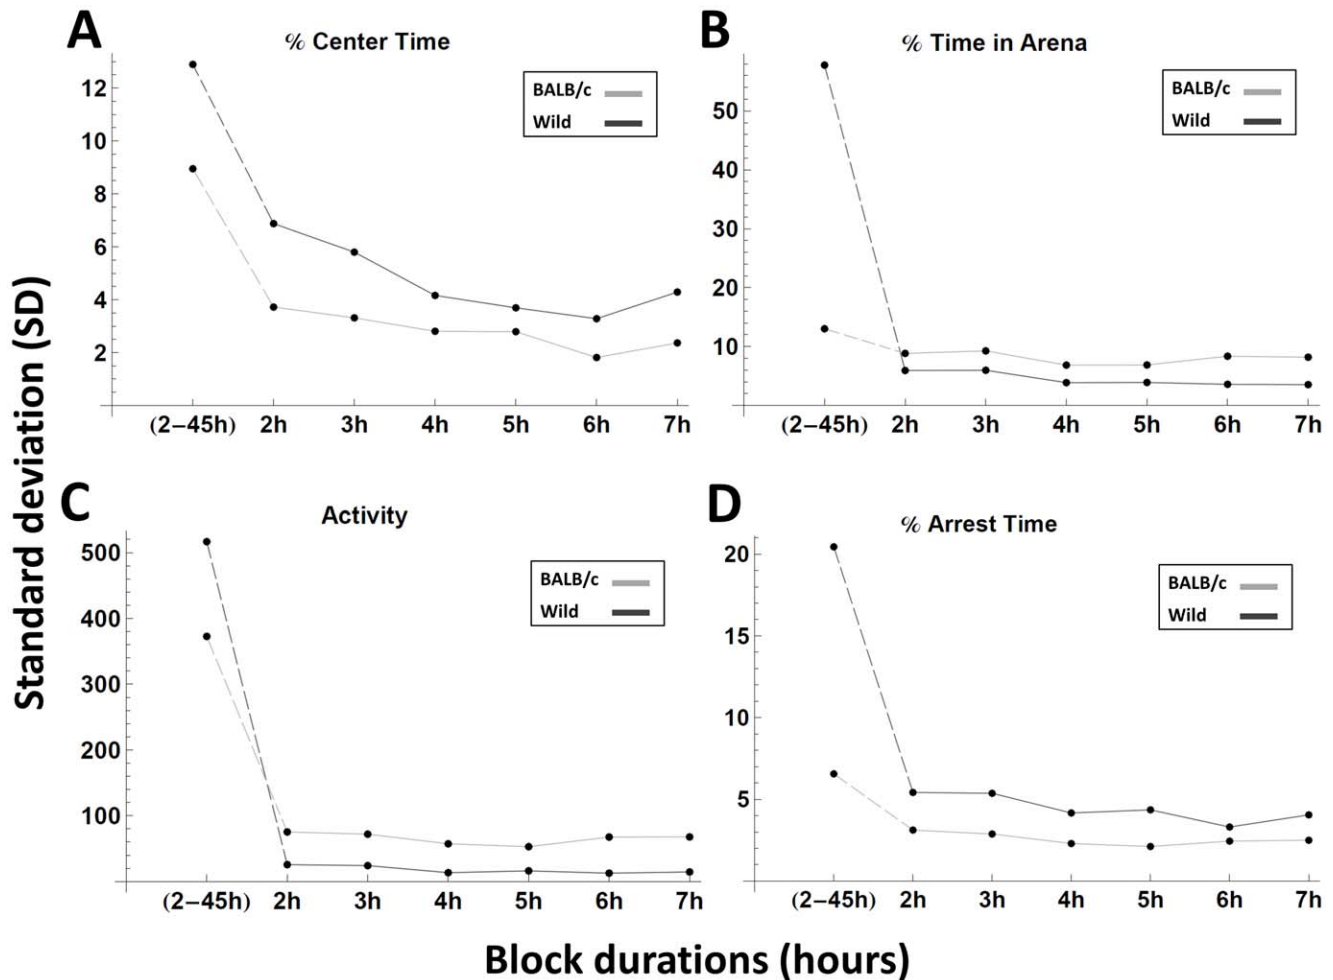 A
% Center Time
12
10
8
6
4
2
BALB/c
Wild
(2–45h) 2h 3h 4h 5h 6h 7h
B
% Time in Arena
50
40
30
20
10
BALB/c
Wild
(2–45h) 2h 3h 4h 5h 6h 7h
Standard deviation (SD)
C
Activity
500
400
300
200
100
BALB/c
Wild
(2–45h) 2h 3h 4h 5h 6h 7h
D
% Arrest Time
20
15
10
5
BALB/c
Wild
(2–45h) 2h 3h 4h 5h 6h 7h
Block durations (hours)